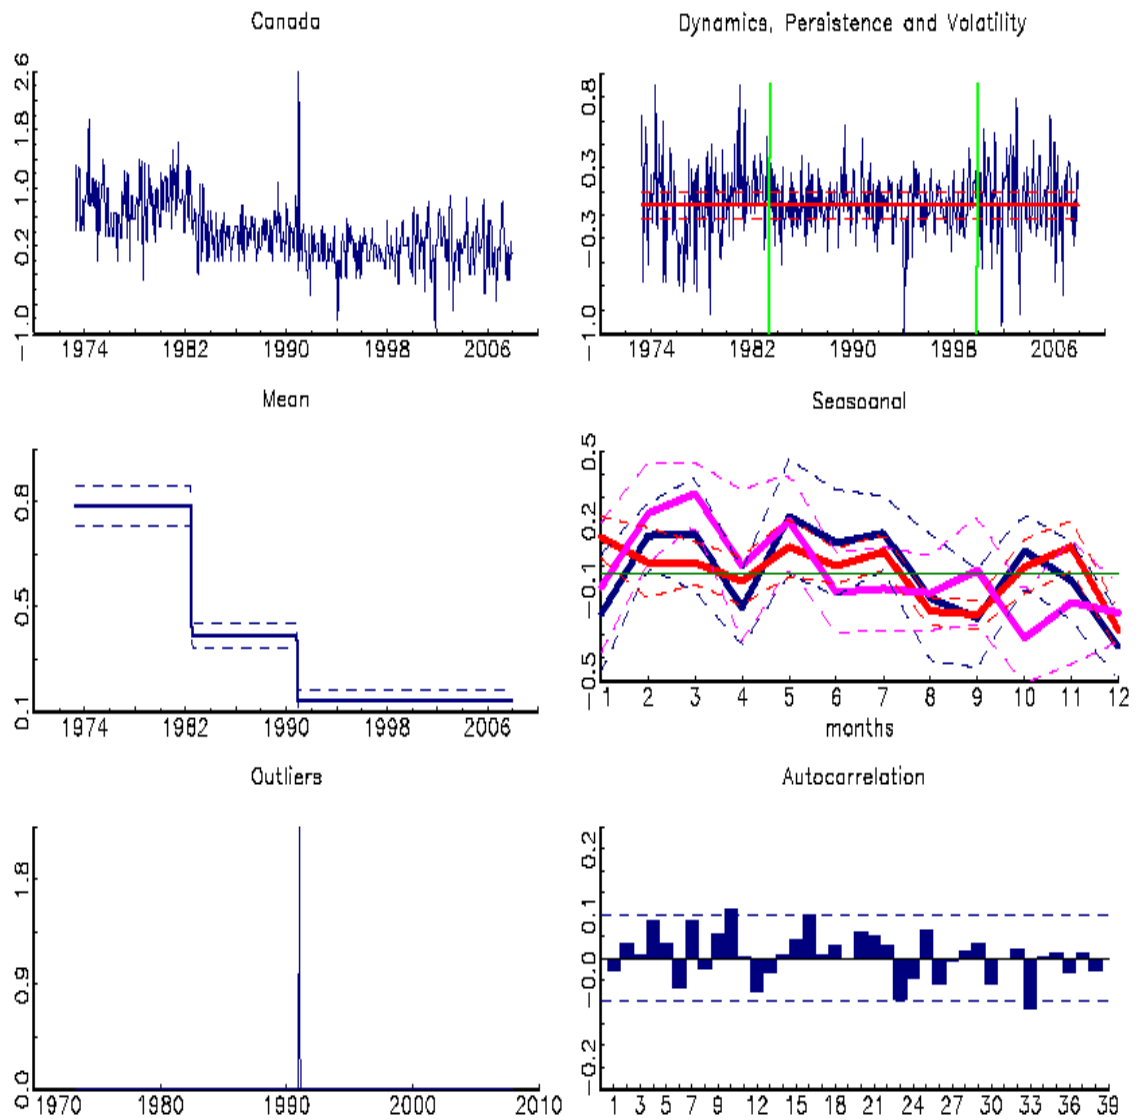 Canada
2.6
1.8
1.0
0.2
−1.0
1974 1982 1990 1998 2006
Dynamics, Persistence and Volatility
0.8
0.3
−0.3
−1.0
1974 1982 1990 1998 2006
Mean
0.8
0.5
0.1
1974 1982 1990 1998 2006
Seasoanal
0.5
0.2
−0.1
−0.5
1 2 3 4 5 6 7 8 9 10 11 12
months
Outliers
1.8
0.9
0.0
1970 1980 1990 2000 2010
Autocorrelation
0.2
0.1
−0.0
−0.2
1 3 5 7 9 12 15 18 21 24 27 30 33 36 39